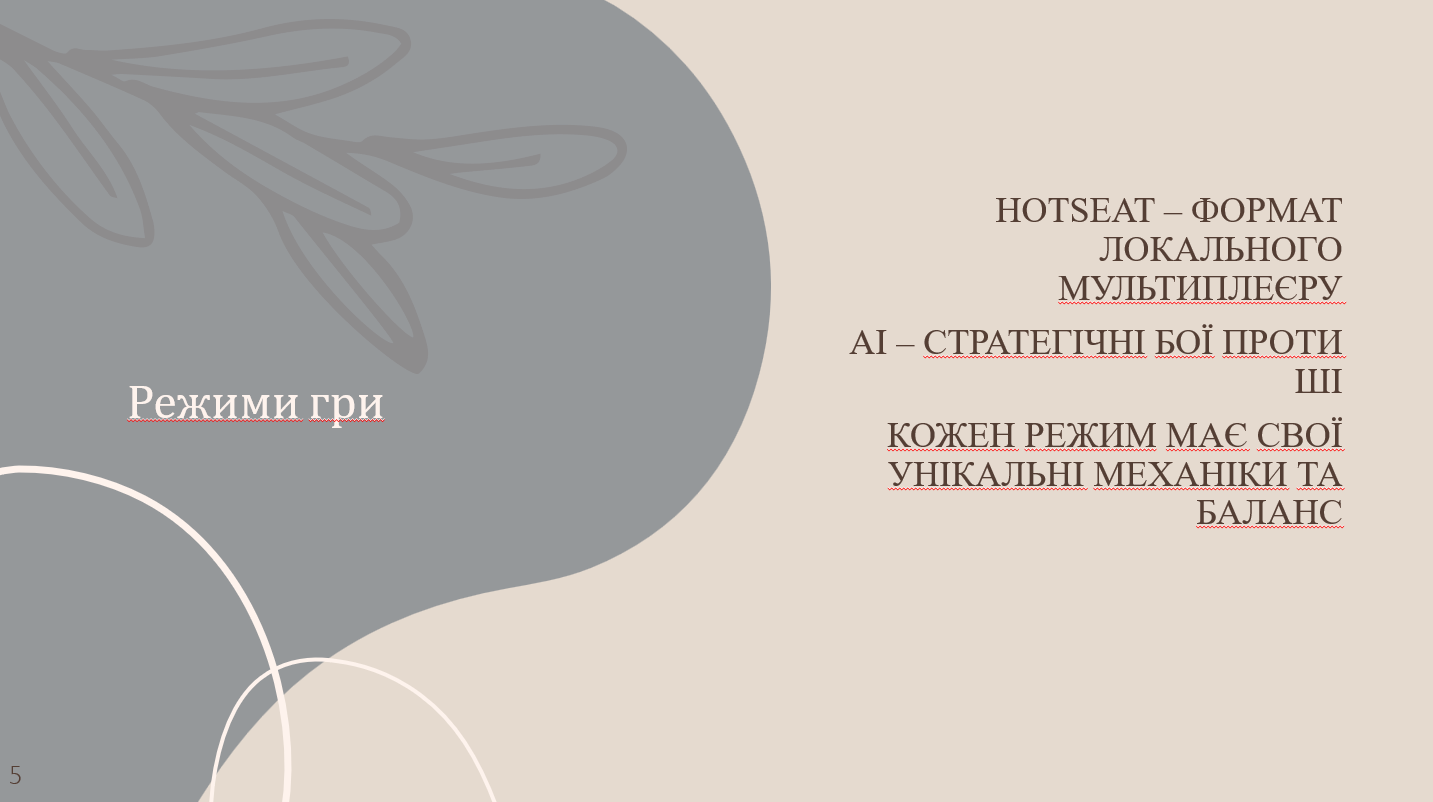 Режими гри
HOTSEAT – ФОРМАТ
ЛОКАЛЬНОГО
МУЛЬТИПЛЕЄРУ
AI – СТРАТЕГІЧНІ БОЇ ПРОТИ
ШІ
КОЖЕН РЕЖИМ МАЄ СВОЇ
УНІКАЛЬНІ МЕХАНІКИ ТА
БАЛАНС
5